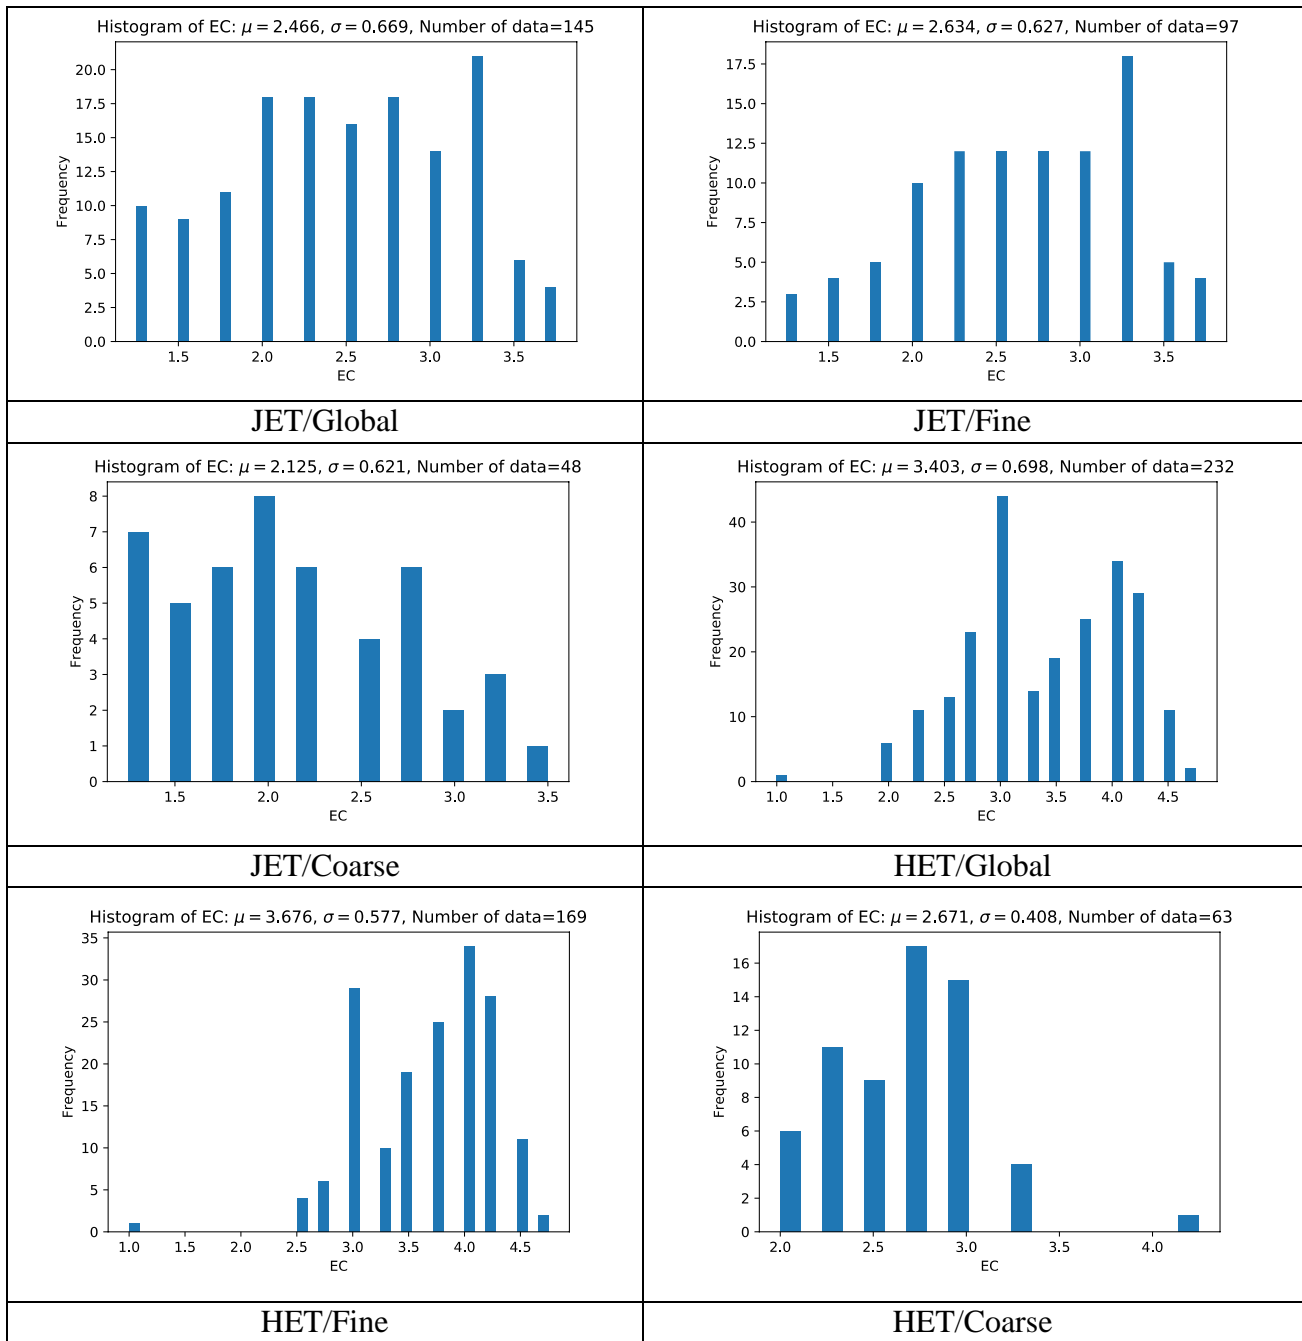 Histogram of EC: μ = 2.466, σ = 0.669, Number of data=145
Frequency
20.0
17.5
15.0
12.5
10.0
7.5
5.0
2.5
0.0
1.5 2.0 2.5 3.0 3.5
EC
JET/Global
Histogram of EC: μ = 2.634, σ = 0.627, Number of data=97
Frequency
17.5
15.0
12.5
10.0
7.5
5.0
2.5
0.0
1.5 2.0 2.5 3.0 3.5
EC
JET/Fine
Histogram of EC: μ = 2.125, σ = 0.621, Number of data=48
Frequency
8
7
6
5
4
3
2
1
0
1.5 2.0 2.5 3.0 3.5
EC
JET/Coarse
Histogram of EC: μ = 3.403, σ = 0.698, Number of data=232
Frequency
40
30
20
10
0
1.0 1.5 2.0 2.5 3.0 3.5 4.0 4.5
EC
HET/Global
Histogram of EC: μ = 3.676, σ = 0.577, Number of data=169
Frequency
35
30
25
20
15
10
5
0
1.0 1.5 2.0 2.5 3.0 3.5 4.0 4.5
EC
HET/Fine
Histogram of EC: μ = 2.671, σ = 0.408, Number of data=63
Frequency
16
14
12
10
8
6
4
2
0
2.0 2.5 3.0 3.5 4.0
EC
HET/Coarse